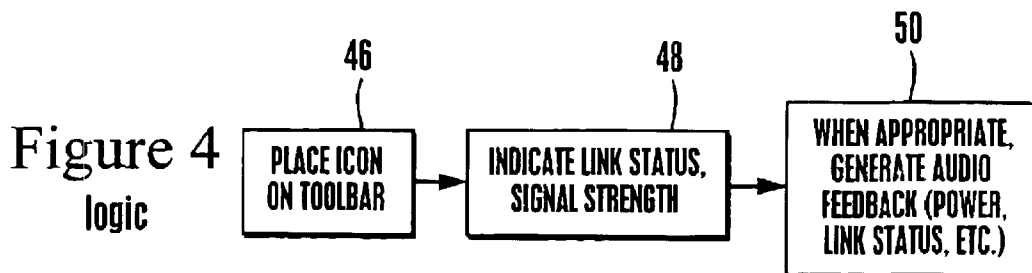 46
48
50
Figure 4
logic
PLACE ICON
ON TOOLBAR
INDICATE LINK STATUS,
SIGNAL STRENGTH
WHEN APPROPRIATE,
GENERATE AUDIO
FEEDBACK (POWER,
LINK STATUS, ETC.)